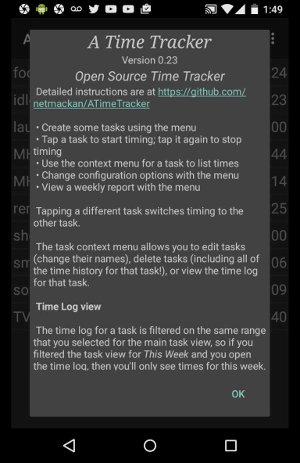 1:49
A Time Tracker
Version 0.23
Open Source Time Tracker
Detailed instructions are at https://github.com/
netmackan/ATimeTracker
• Create some tasks using the menu
• Tap a task to start timing; tap it again to stop
timing
• Use the context menu for a task to list times
• Change configuration options with the menu
• View a weekly report with the menu
Tapping a different task switches timing to the
other task.
The task context menu allows you to edit tasks
(change their names), delete tasks (including all of
the time history for that task!), or view the time log
for that task.
Time Log view
The time log for a task is filtered on the same range
that you selected for the main task view, so if you
filtered the task view for This Week and you open
the time log, then you'll only see times for this week.
OK
A
foo
24
idl
23
lau
00
44
14
rer
25
sh
00
sm
06
so
09
TV
40